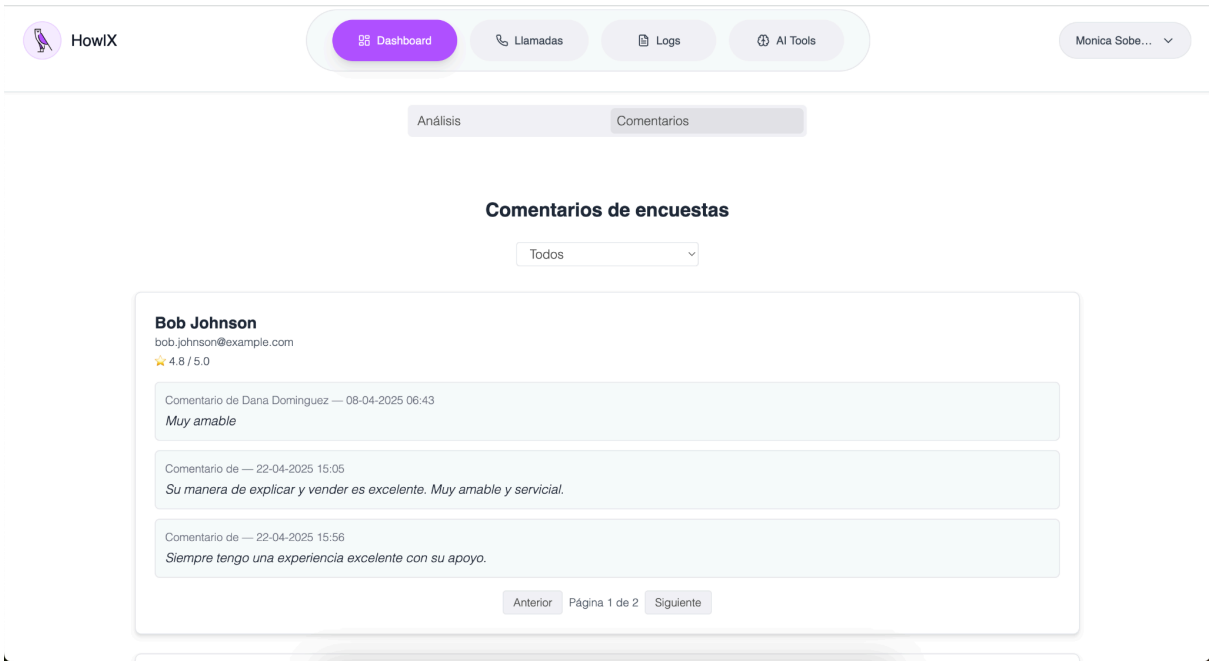 HowlX
Dashboard
Llamadas
Logs
AI Tools
Monica Sobe...
Análisis
Comentarios
Comentarios de encuestas
Todos
Bob Johnson
bob.johnson@example.com
4.8 / 5.0
Comentario de Dana Dominguez — 08-04-2025 06:43
Muy amable
Comentario de — 22-04-2025 15:05
Su manera de explicar y vender es excelente. Muy amable y servicial.
Comentario de — 22-04-2025 15:56
Siempre tengo una experiencia excelente con su apoyo.
Anterior Página 1 de 2 Siguiente